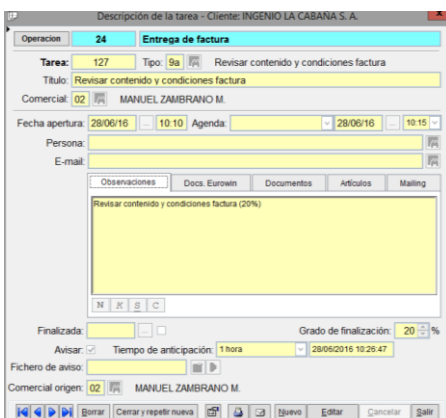 Descripción de la tarea - Cliente: INGENIO LA CABAÑA S. A.
x
Operacion 24 Entrega de factura
Tarea: 127 Tipo: 9a Revisar contenido y condiciones factura
Título: Revisar contenido y condiciones factura
Comercial: 02 MANUEL ZAMBRANO M.
Fecha apertura: 28/06/16 ... 10:10 Agenda: 28/06/16 ... 10:15
Persona:
E-mail:
Observaciones Docs. Eurowin Documentos Artículos Mailing
Revisar contenido y condiciones factura (20%)
N K S C
Finalizada: ... Grado de finalización: 20 %
Avisar: Tiempo de anticipación: 1 hora 28/06/2016 10:26:47
Fichero de aviso:
Comercial origen: 02 MANUEL ZAMBRANO M.
Borrar Cerrar y repetir nueva Nuevo Editar Cancelar Salir